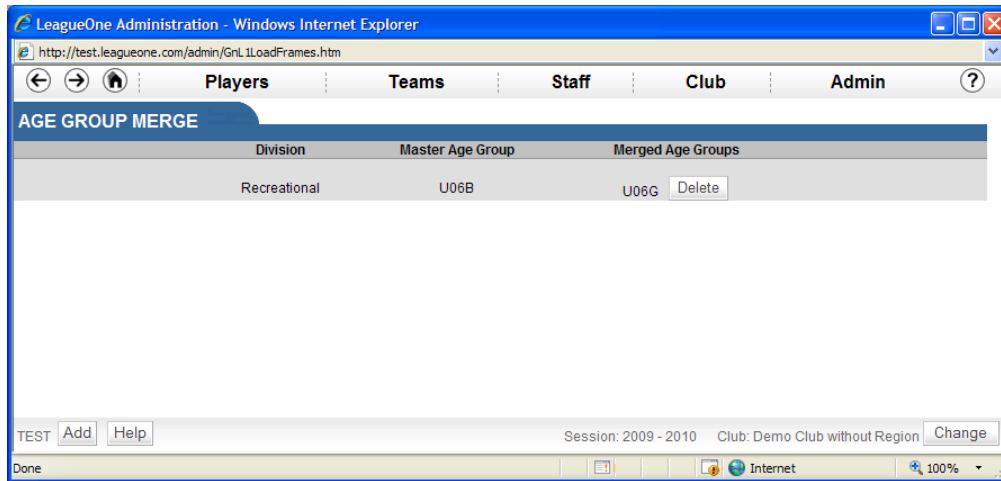 LeagueOne Administration - Windows Internet Explorer
http://test.leagueone.com/admin/GnL1LoadFrames.htm
Players Teams Staff Club Admin ?
AGE GROUP MERGE
Division Master Age Group Merged Age Groups
Recreational U06B U06G Delete
TEST Add Help Session: 2009 - 2010 Club: Demo Club without Region Change
Done Internet 100%